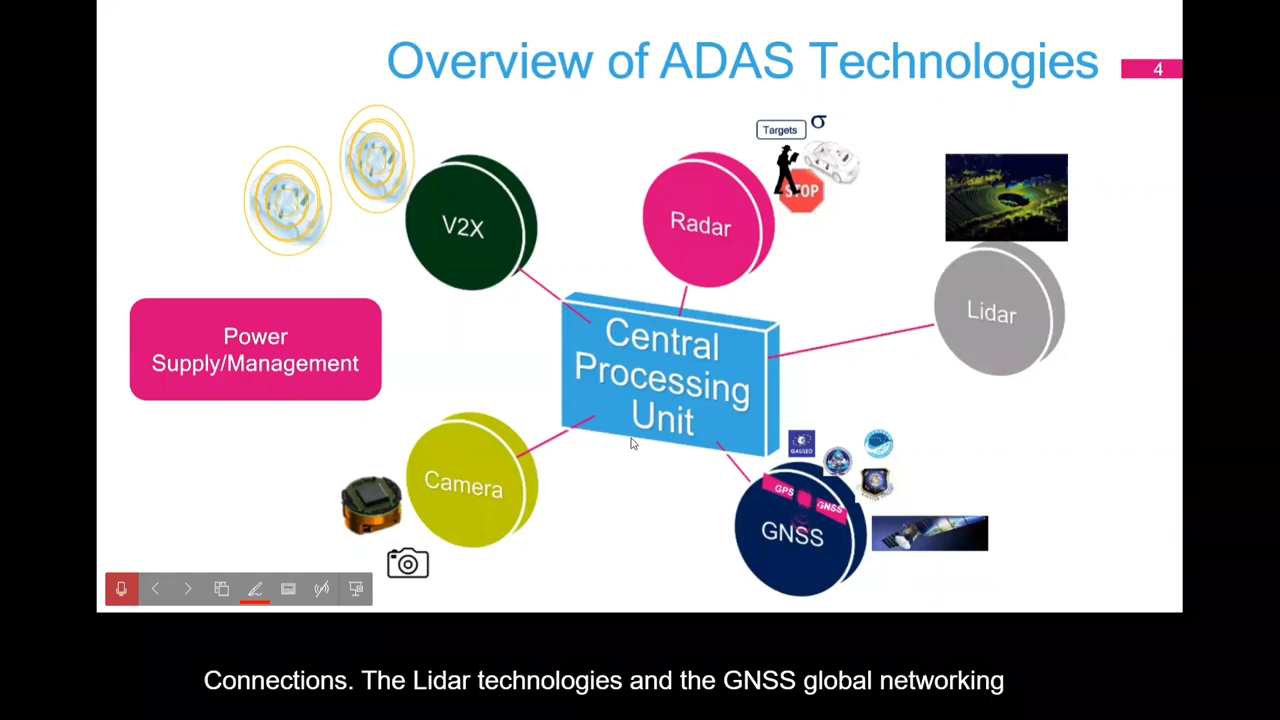 Overview of ADAS Technologies
4
Targets
σ
STOP
V2X
Radar
Lidar
Power
Supply/Management
Central
Processing
Unit
Camera
GALILEO
GPS
GNSS
GNSS
Connections. The Lidar technologies and the GNSS global networking